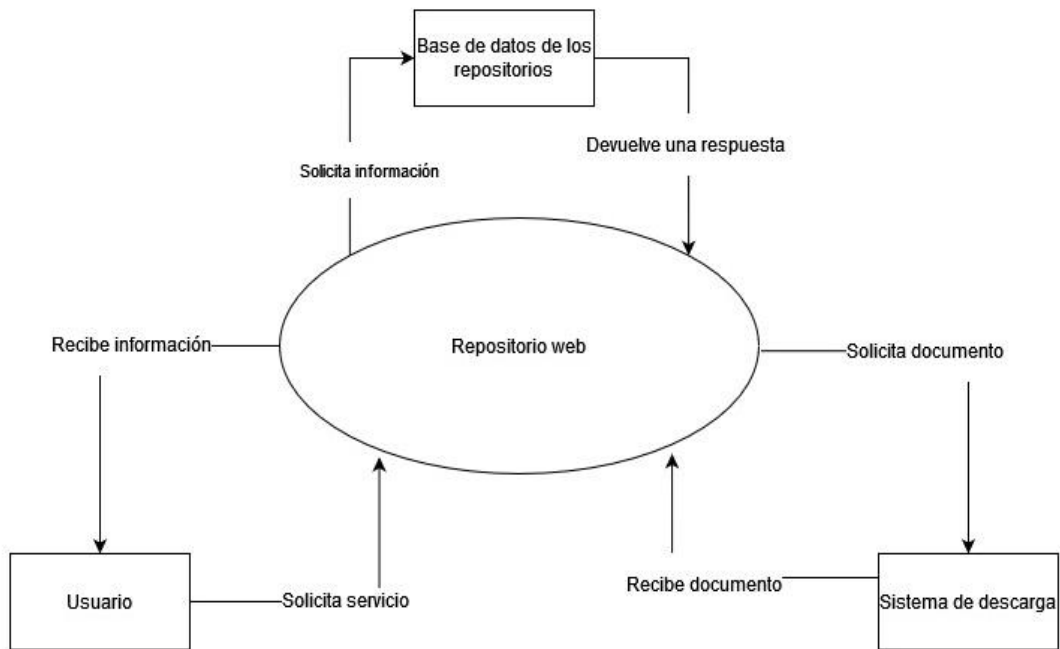 Base de datos de los
repositorios
Devuelve una respuesta
Solicita información
Recibe información
Repositorio web
Solicita documento
Recibe documento
Usuario
Solicita servicio
Sistema de descarga